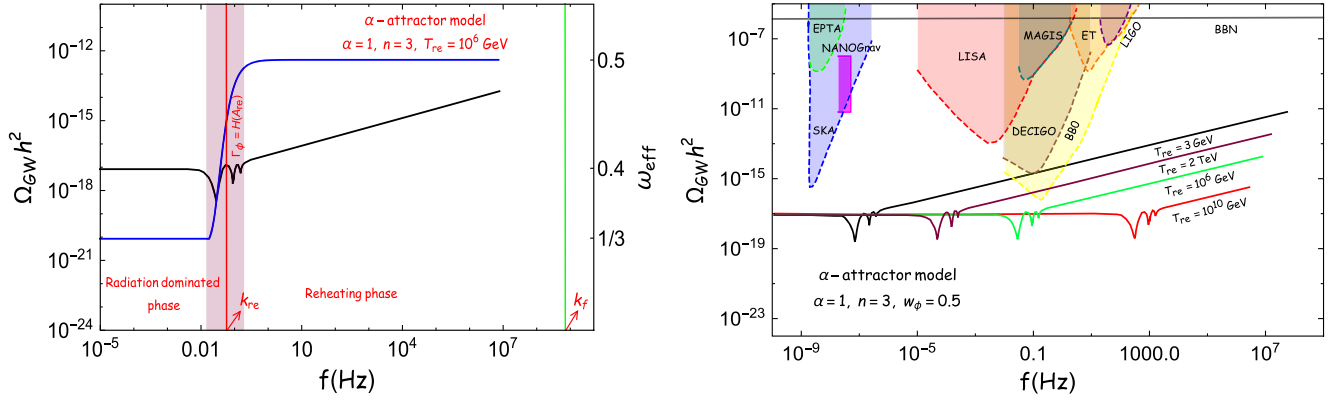 α – attractor model
α = 1, n = 3, T_re = 10^6 GeV
Ω_GW h^2
10^-12
10^-15
10^-18
10^-21
10^-24
0.5
0.4
1/3
ω_eff
Γ_ϕ = H(A_re)
Radiation dominated
phase
k_re
Reheating phase
k_f
10^-5
0.01
10
10^4
10^7
f(Hz)
Ω_GW h^2
10^-7
10^-11
10^-15
10^-19
10^-23
EPTA
NANOGrav
SKA
LISA
MAGIS
ET
LIGO
BBN
DECIGO
BBO
T_re = 3 GeV
T_re = 2 TeV
T_re = 10^6 GeV
T_re = 10^10 GeV
α – attractor model
α = 1, n = 3, w_ϕ = 0.5
10^-9
10^-5
0.1
1000.0
10^7
f(Hz)